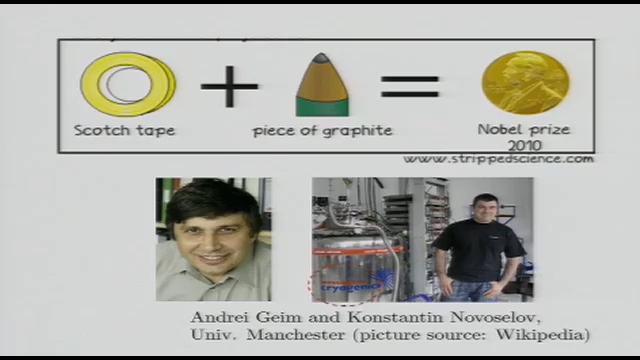 Scotch tape
piece of graphite
Nobel prize
2010
www.strippedscience.com
cryogenics
Andrei Geim and Konstantin Novoselov,
Univ. Manchester (picture source: Wikipedia)